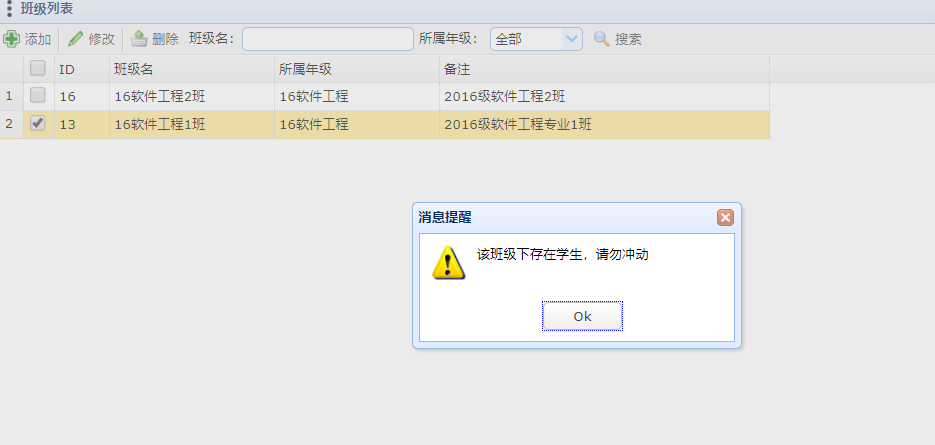 班级列表
添加 修改 删除 班级名: 所属年级: 全部 搜索
ID 班级名 所属年级 备注
1 16 16软件工程2班 16软件工程 2016级软件工程2班
2 13 16软件工程1班 16软件工程 2016级软件工程专业1班
消息提醒
该班级下存在学生，请勿冲动
Ok